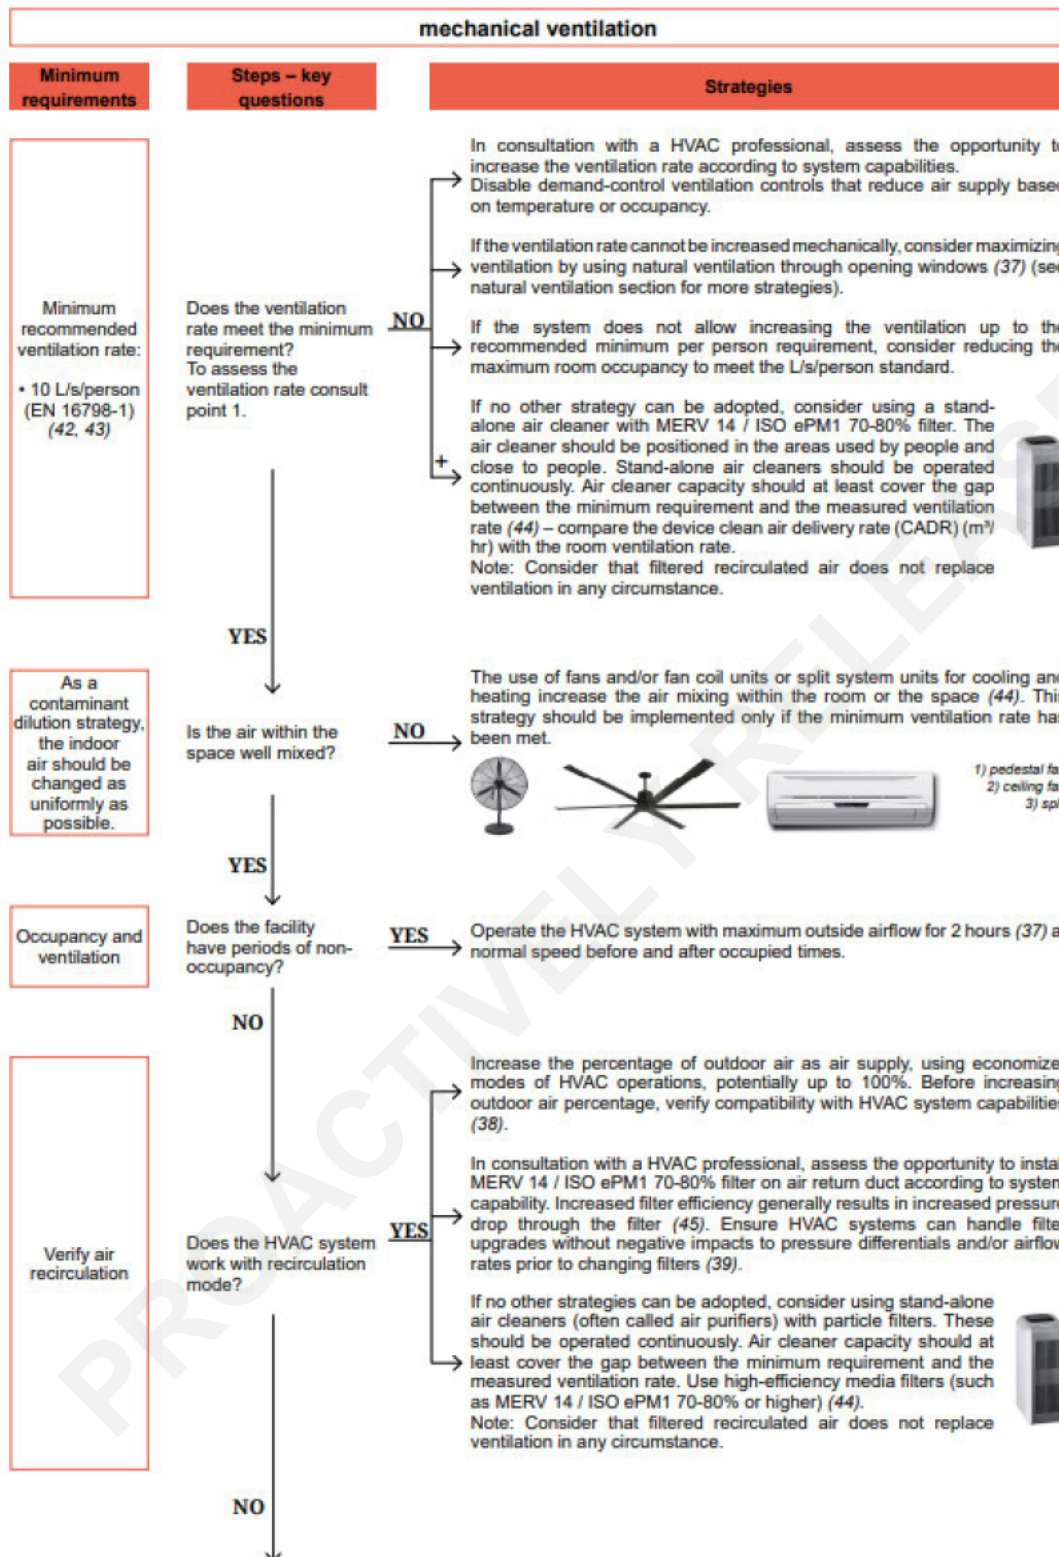 mechanical ventilation
Minimum
requirements
Steps – key
questions
Strategies
Minimum
recommended
ventilation rate:
• 10 L/s/person
(EN 16798-1)
(42, 43)
Does the ventilation
rate meet the minimum
requirement?
To assess the
ventilation rate consult
point 1.
NO
In consultation with a HVAC professional, assess the opportunity to
increase the ventilation rate according to system capabilities.
Disable demand-control ventilation controls that reduce air supply based
on temperature or occupancy.
If the ventilation rate cannot be increased mechanically, consider maximizing
ventilation by using natural ventilation through opening windows (37) (see
natural ventilation section for more strategies).
If the system does not allow increasing the ventilation up to the
recommended minimum per person requirement, consider reducing the
maximum room occupancy to meet the L/s/person standard.
+
If no other strategy can be adopted, consider using a stand-
alone air cleaner with MERV 14 / ISO ePM1 70-80% filter. The
air cleaner should be positioned in the areas used by people and
close to people. Stand-alone air cleaners should be operated
continuously. Air cleaner capacity should at least cover the gap
between the minimum requirement and the measured ventilation
rate (44) – compare the device clean air delivery rate (CADR) (m³/
hr) with the room ventilation rate.
Note: Consider that filtered recirculated air does not replace
ventilation in any circumstance.
YES
As a
contaminant
dilution strategy,
the indoor
air should be
changed as
uniformly as
possible.
Is the air within the
space well mixed?
NO
The use of fans and/or fan coil units or split system units for cooling and
heating increase the air mixing within the room or the space (44). This
strategy should be implemented only if the minimum ventilation rate has
been met.
1) pedestal fa
2) ceiling fa
3) spl
YES
Occupancy and
ventilation
Does the facility
have periods of non-
occupancy?
YES
Operate the HVAC system with maximum outside airflow for 2 hours (37) a
normal speed before and after occupied times.
NO
Verify air
recirculation
Does the HVAC system
work with recirculation
mode?
YES
Increase the percentage of outdoor air as air supply, using economize
modes of HVAC operations, potentially up to 100%. Before increasing
outdoor air percentage, verify compatibility with HVAC system capabilities
(38).
In consultation with a HVAC professional, assess the opportunity to instal
MERV 14 / ISO ePM1 70-80% filter on air return duct according to system
capability. Increased filter efficiency generally results in increased pressure
drop through the filter (45). Ensure HVAC systems can handle filter
upgrades without negative impacts to pressure differentials and/or airflow
rates prior to changing filters (39).
If no other strategies can be adopted, consider using stand-alone
air cleaners (often called air purifiers) with particle filters. These
should be operated continuously. Air cleaner capacity should at
least cover the gap between the minimum requirement and the
measured ventilation rate. Use high-efficiency media filters (such
as MERV 14 / ISO ePM1 70-80% or higher) (44).
Note: Consider that filtered recirculated air does not replace
ventilation in any circumstance.
NO
PROACTIVELY RELEASE